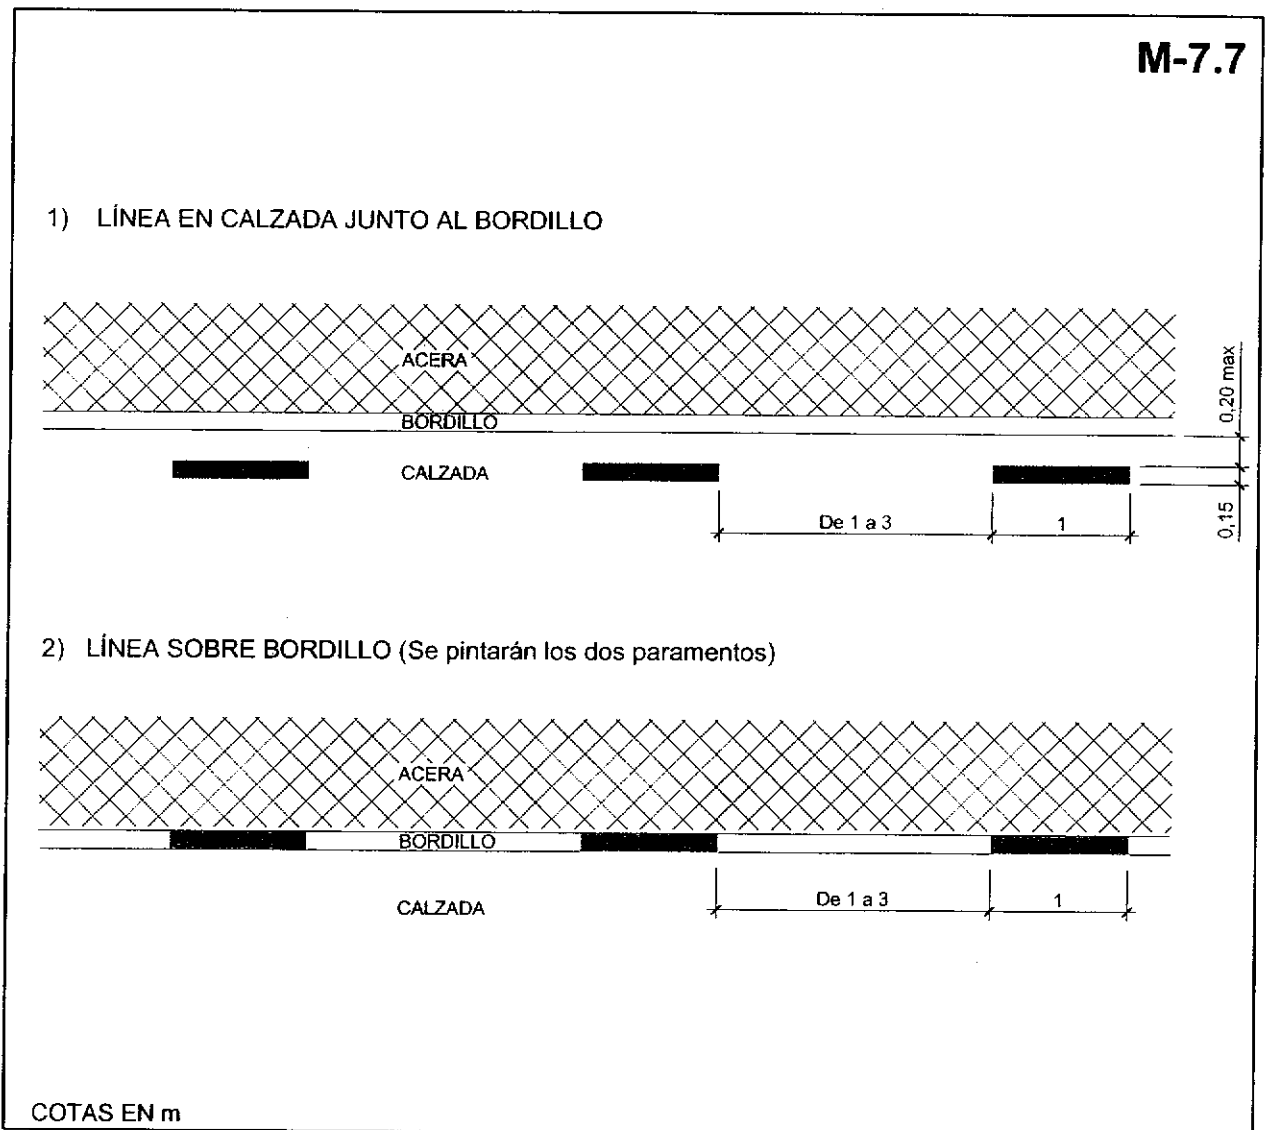 M-7.7
1) LÍNEA EN CALZADA JUNTO AL BORDILLO
ACERA
BORDILLO
CALZADA
0,20 max
0,15
De 1 a 3
1
2) LÍNEA SOBRE BORDILLO (Se pintarán los dos paramentos)
ACERA
BORDILLO
CALZADA
De 1 a 3
1
COTAS EN m